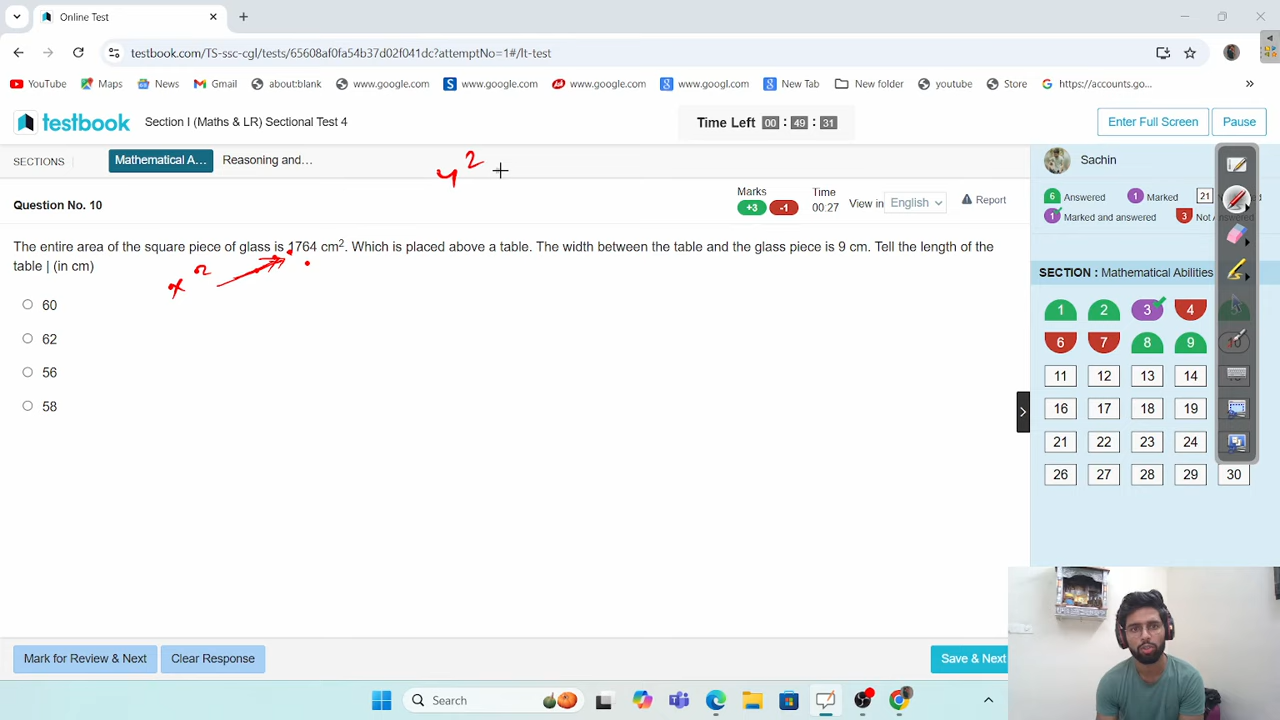 Online Test
testbook.com/TS-ssc-cgl/tests/65608af0fa54b37d02f041dc?attemptNo=1#/lt-test
YouTube Maps News Gmail about:blank www.google.com www.google.com www.google.com www.googl.com New Tab New folder youtube Store https://accounts.go...
testbook Section I (Maths & LR) Sectional Test 4 Time Left 00 : 49 : 31 Enter Full Screen Pause
SECTIONS Mathematical A... Reasoning and... Sachin
2
6 Answered 1 Marked 21
1 Marked and answered 3
Question No. 10 Marks +3 -1 Time 00:27 View in English Report
The entire area of the square piece of glass is 1764 cm². Which is placed above a table. The width between the table and the glass piece is 9 cm. Tell the length of the
table | (in cm)
x²
60
62
56
58
SECTION : Mathematical Abilities
1 2 3 4
6 7 8 9 10
11 12 13 14
16 17 18 19
21 22 23 24
26 27 28 29 30
Mark for Review & Next Clear Response Save & Next
Search